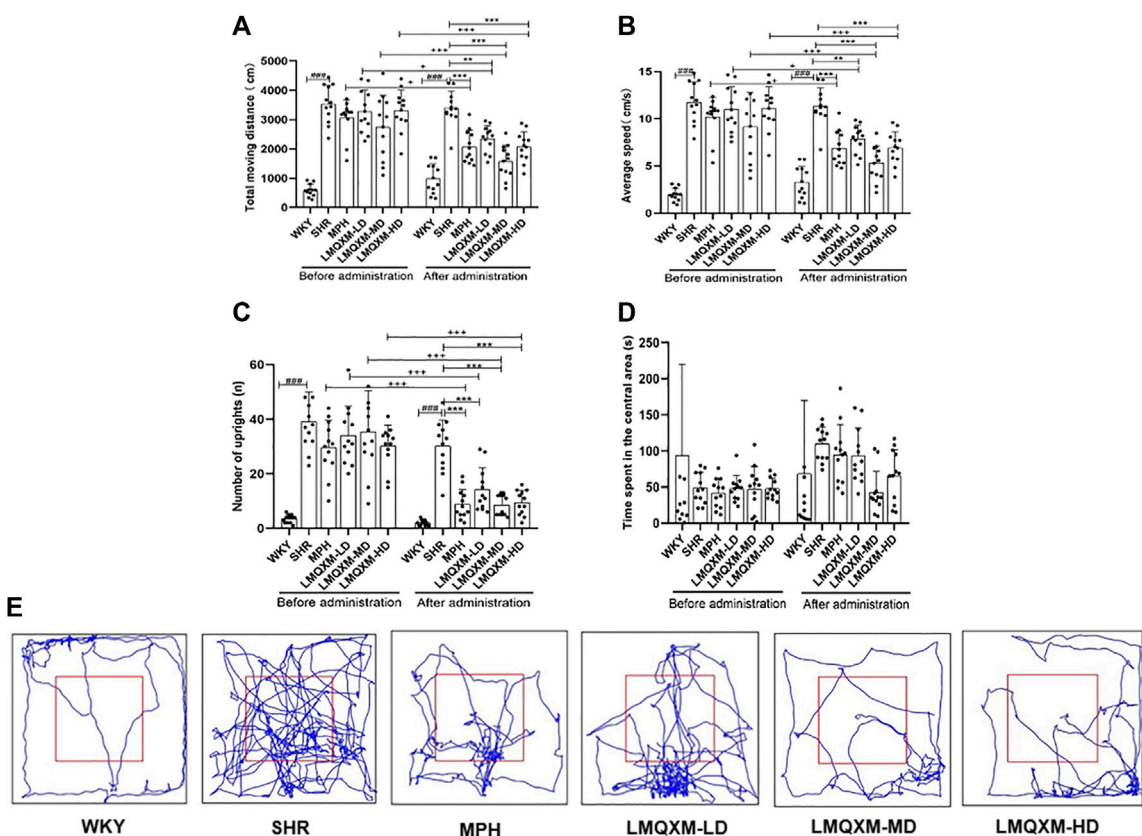 A
***
+++
***
+++
**
+
###
***
###
+
**
Total moving distance ( cm)
5000
4000
3000
2000
1000
0
WKY
SHR
MPH
LMQXM-LD
LMQXM-MD
LMQXM-HD
WKY
SHR
MPH
LMQXM-LD
LMQXM-MD
LMQXM-HD
Before administration
After administration
B
***
+++
***
+++
**
+
###
***
###
+
**
Average speed( cm/s)
15
10
5
0
WKY
SHR
MPH
LMQXM-LD
LMQXM-MD
LMQXM-HD
WKY
SHR
MPH
LMQXM-LD
LMQXM-MD
LMQXM-HD
Before administration
After administration
C
+++
***
+++
***
+++
+++
***
###
###
***
Number of uprights (n)
60
40
20
0
WKY
SHR
MPH
LMQXM-LD
LMQXM-MD
LMQXM-HD
WKY
SHR
MPH
LMQXM-LD
LMQXM-MD
LMQXM-HD
Before administration
After administration
D
Time spent in the central area (s)
250
200
150
100
50
0
WKY
SHR
MPH
LMQXM-LD
LMQXM-MD
LMQXM-HD
WKY
SHR
MPH
LMQXM-LD
LMQXM-MD
LMQXM-HD
Before administration
After administration
E
WKY
SHR
MPH
LMQXM-LD
LMQXM-MD
LMQXM-HD